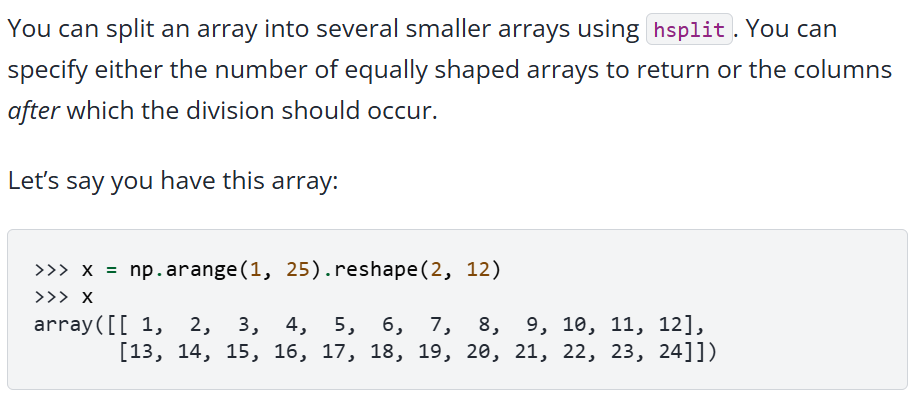 You can split an array into several smaller arrays using hsplit. You can
specify either the number of equally shaped arrays to return or the columns
after which the division should occur.
Let’s say you have this array:
>>> x = np.arange(1, 25).reshape(2, 12)
>>> x
array([[ 1,  2,  3,  4,  5,  6,  7,  8,  9, 10, 11, 12],
       [13, 14, 15, 16, 17, 18, 19, 20, 21, 22, 23, 24]])